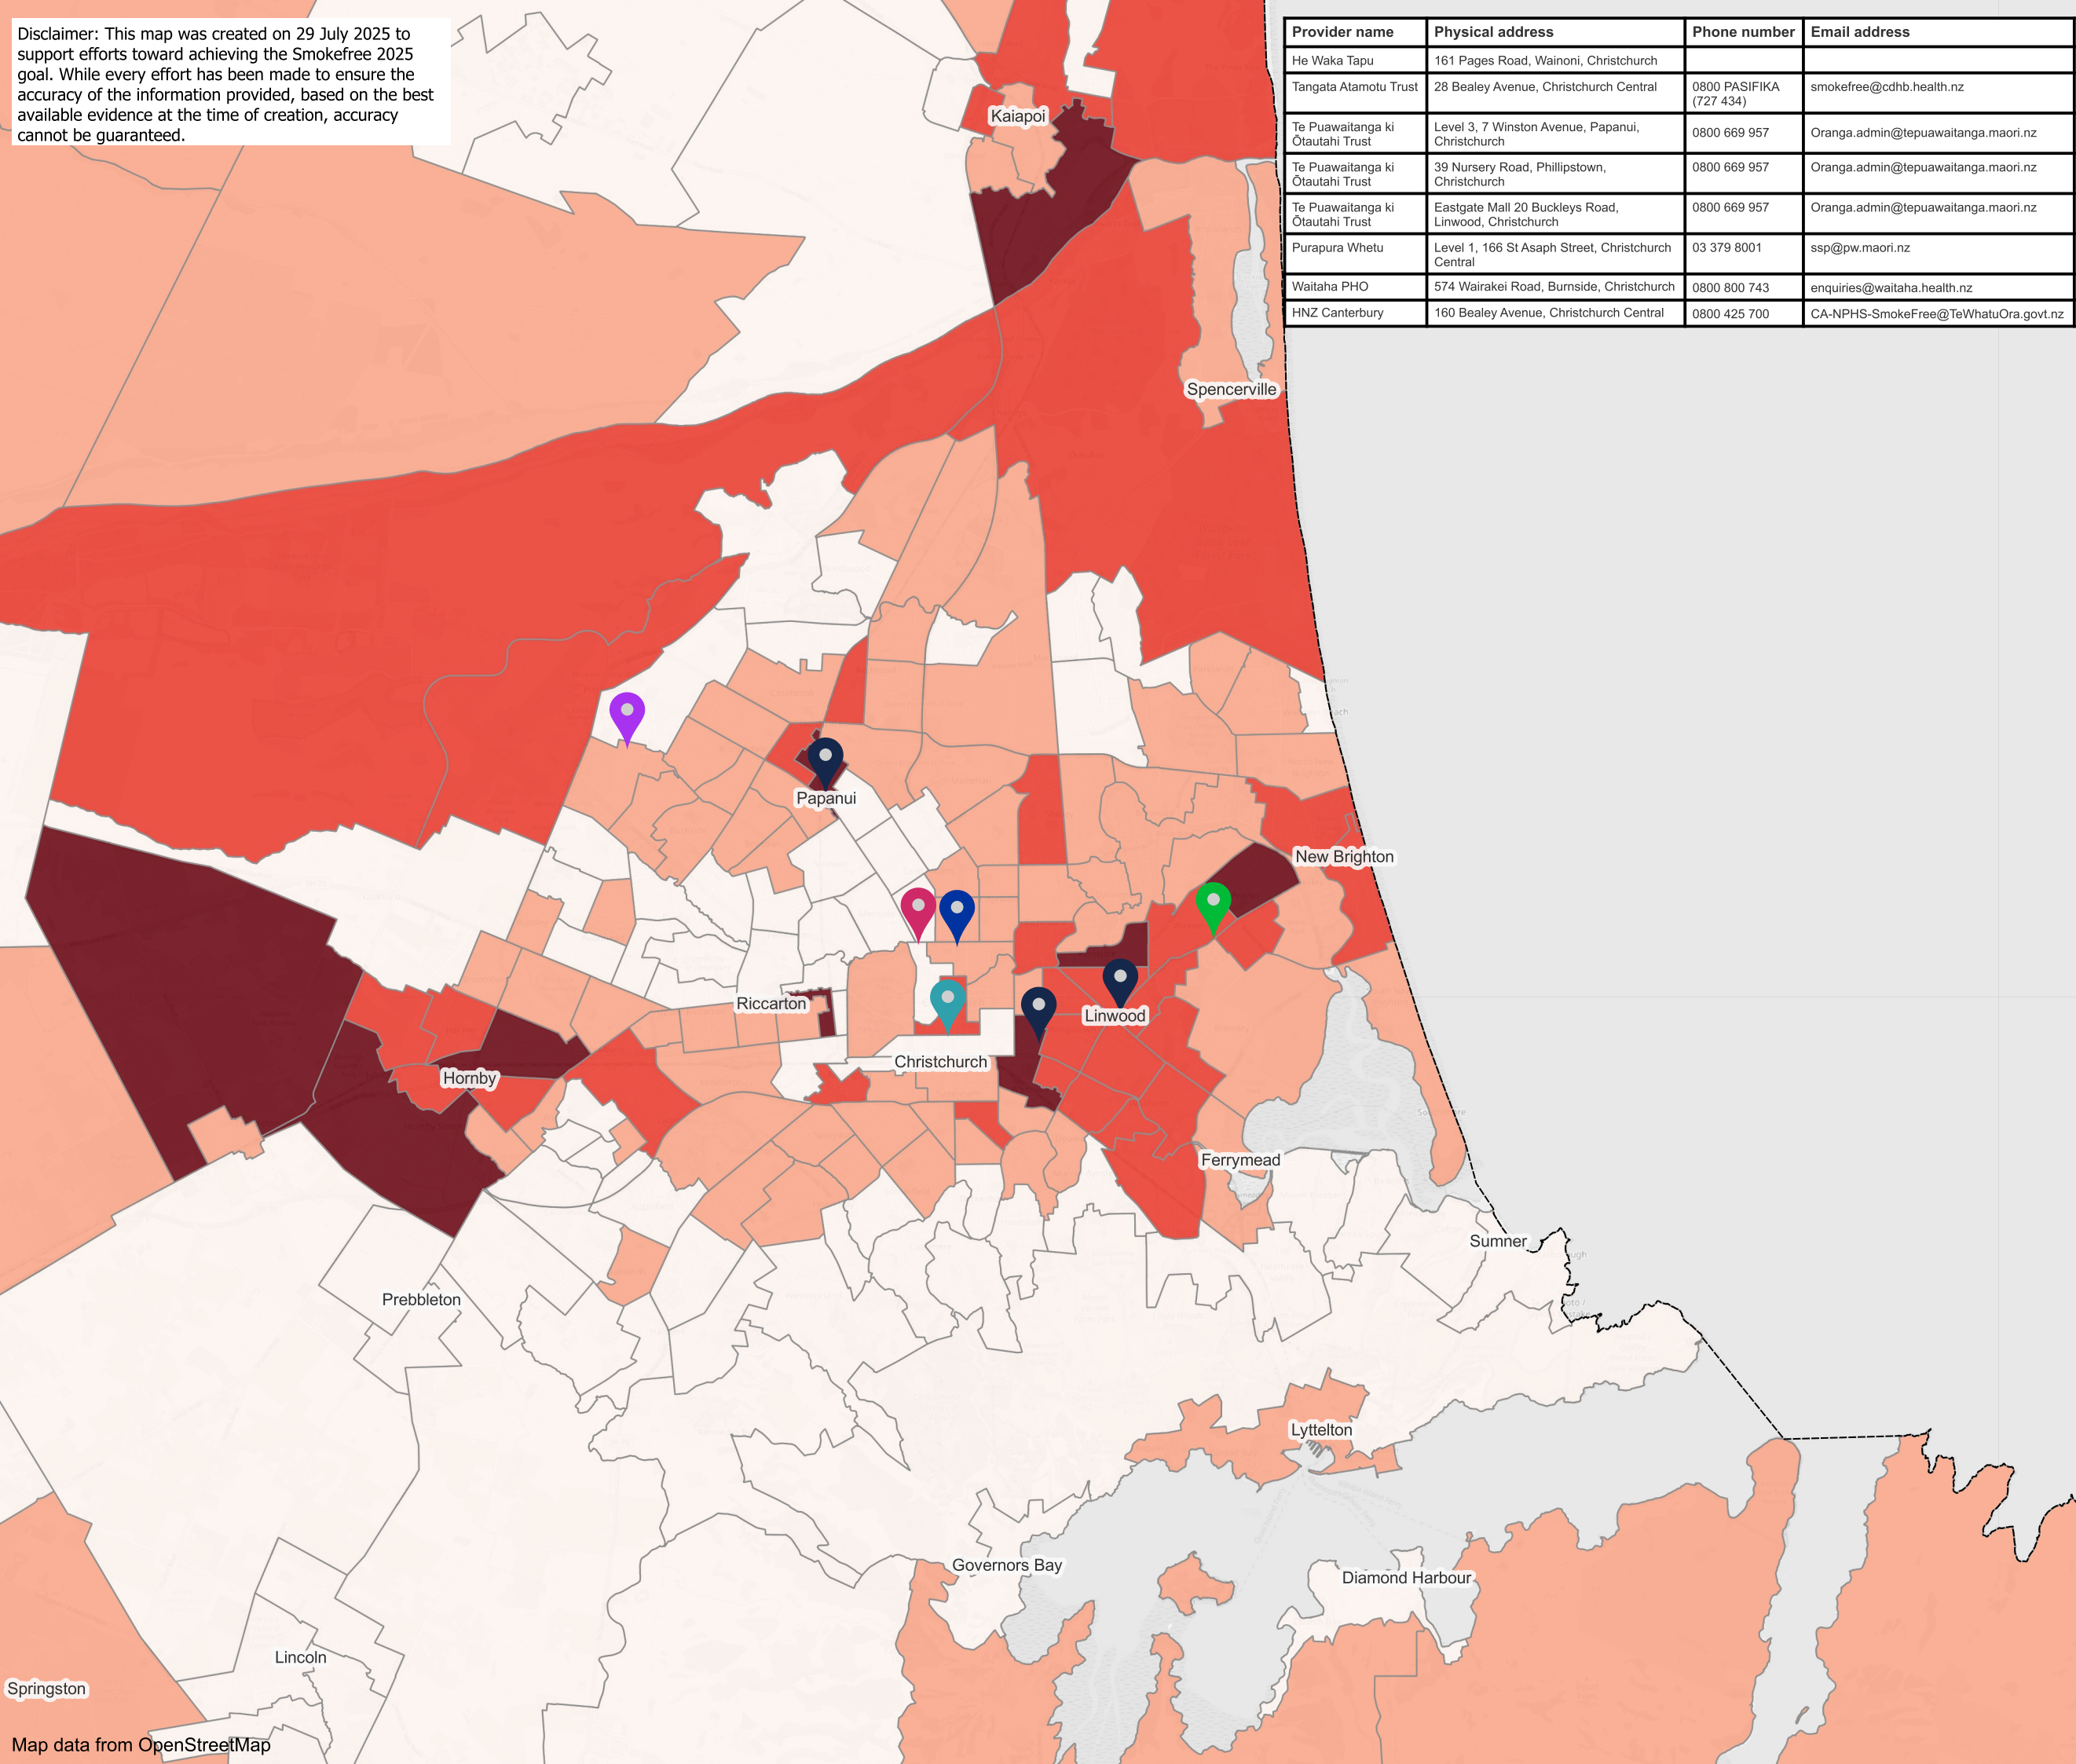 Disclaimer: This map was created on 29 July 2025 to
support efforts toward achieving the Smokefree 2025
goal. While every effort has been made to ensure the
accuracy of the information provided, based on the best
available evidence at the time of creation, accuracy
cannot be guaranteed.
Provider name Physical address Phone number Email address
He Waka Tapu 161 Pages Road, Wainoni, Christchurch
Tangata Atamotu Trust 28 Bealey Avenue, Christchurch Central 0800 PASIFIKA smokefree@cdhb.health.nz
(727 434)
Te Puawaitanga ki Level 3, 7 Winston Avenue, Papanui, 0800 669 957 Oranga.admin@tepuawaitanga.maori.nz
Ōtautahi Trust Christchurch
Te Puawaitanga ki 39 Nursery Road, Phillipstown, 0800 669 957 Oranga.admin@tepuawaitanga.maori.nz
Ōtautahi Trust Christchurch
Te Puawaitanga ki Eastgate Mall 20 Buckleys Road, 0800 669 957 Oranga.admin@tepuawaitanga.maori.nz
Ōtautahi Trust Linwood, Christchurch
Purapura Whetu Level 1, 166 St Asaph Street, Christchurch 03 379 8001 ssp@pw.maori.nz
Central
Waitaha PHO 574 Wairakei Road, Burnside, Christchurch 0800 800 743 enquiries@waitaha.health.nz
HNZ Canterbury 160 Bealey Avenue, Christchurch Central 0800 425 700 CA-NPHS-SmokeFree@TeWhatuOra.govt.nz
Kaiapoi
Spencerville
Papanui
New Brighton
Riccarton
Linwood
Christchurch
Hornby
Ferrymead
Sumner
Prebbleton
Lyttelton
Governors Bay
Diamond Harbour
Lincoln
Springston
Map data from OpenStreetMap